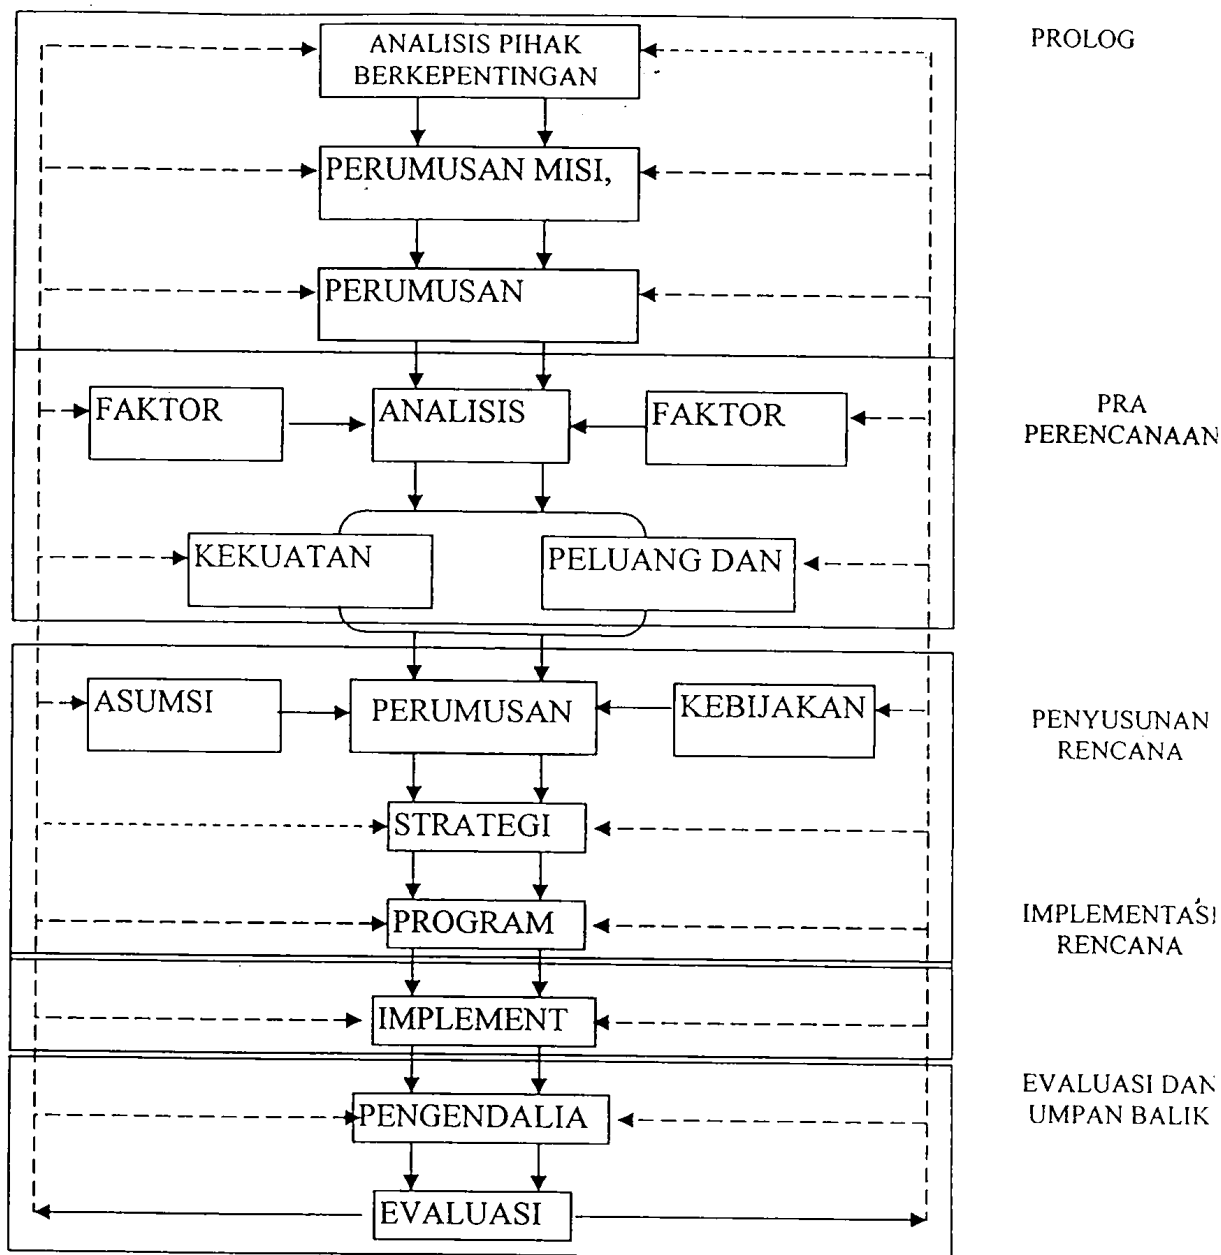 ANALISIS PIHAK
BERKEPENTINGAN
PROLOG
PERUMUSAN MISI,
PERUMUSAN
FAKTOR
ANALISIS
FAKTOR
PRA
PERENCANAAN
KEKUATAN
PELUANG DAN
ASUMSI
PERUMUSAN
KEBIJAKAN
PENYUSUNAN
RENCANA
STRATEGI
PROGRAM
IMPLEMENTASI
RENCANA
IMPLEMENT
PENGENDALIA
EVALUASI DAN
UMPAN BALIK
EVALUASI